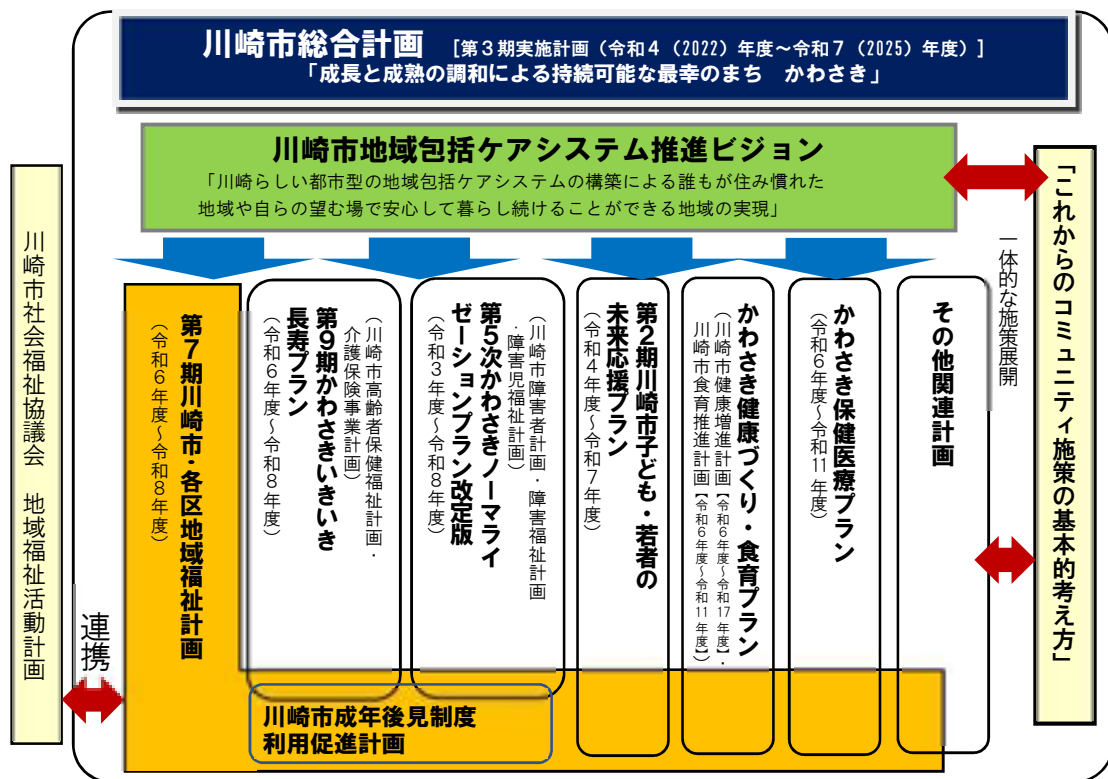 川崎市総合計画 [第3期実施計画(令和4(2022)年度~令和7(2025)年度)]
「成長と成熟の調和による持続可能な最幸のまち かわさき」
川崎市地域包括ケアシステム推進ビジョン
「川崎らしい都市型の地域包括ケアシステムの構築による誰もが住み慣れた
地域や自らの望む場で安心して暮らし続けることができる地域の実現」
「これからのコミュニティ施策の基本的考え方」
一体的な施策展開
その他関連計画
かわさき保健医療プラン
(令和6年度~令和11年度)
かわさき健康づくり・食育プラン
(川崎市健康増進計画【令和6年度~令和17年度】・
川崎市食育推進計画【令和6年度~令和11年度】)
第2期川崎市子ども・若者の
未来応援プラン
(令和4年度~令和7年度)
(川崎市障害者計画・障害福祉計画
・障害児福祉計画)
第5次かわさきノーマライ
ゼーションプラン改定版
(令和3年度~令和8年度)
(川崎市高齢者保健福祉計画・
介護保険事業計画)
第9期かわさきいきいき
長寿プラン
(令和6年度~令和8年度)
第7期川崎市・各区地域福祉計画
(令和6年度~令和8年度)
川崎市成年後見制度
利用促進計画
連携
川崎市社会福祉協議会 地域福祉活動計画